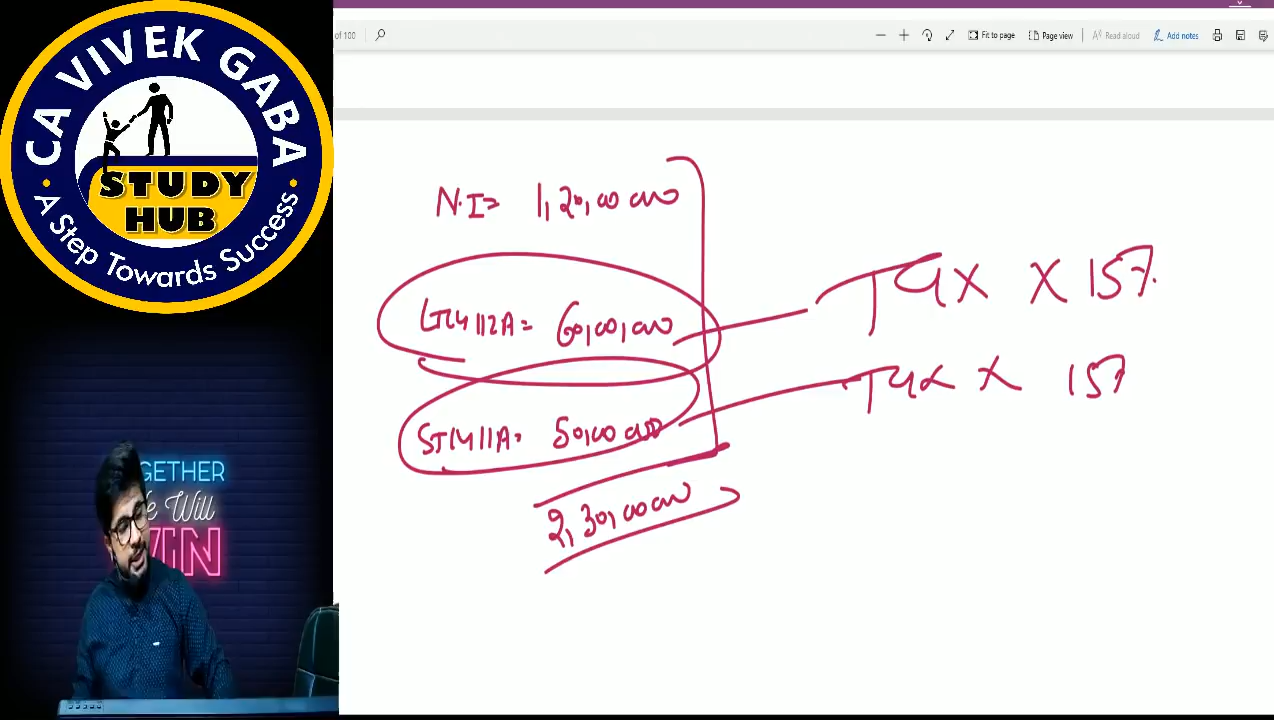 CA VIVEK GABA
STUDY
HUB
A Step Towards Success
of 100
Fit to page
Page view
Read aloud
Add notes
N.I= 1,20,00,000
LTCG 112A= 60,00,000
Tax X 15%
STCG 111A= 50,00,000
Tax X 15%
2,30,00,000
GETHER
We Will
WIN